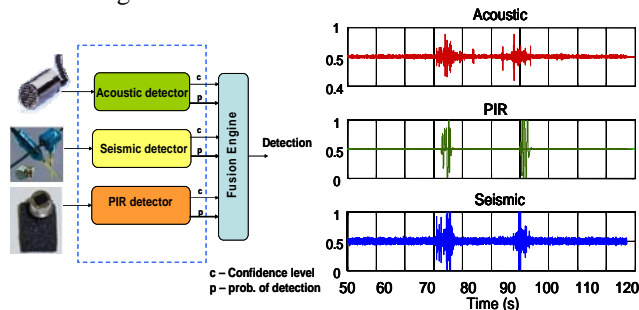 Acoustic detector
c
p
Seismic detector
c
p
PIR detector
c
p
Fusion Engine
Detection
c – Confidence level
p – prob. of detection
Acoustic
1
0.5
0.4
PIR
1
0.5
0
Seismic
1
0.5
0
50 60 70 80 90 100 80 100 120
Time (s)